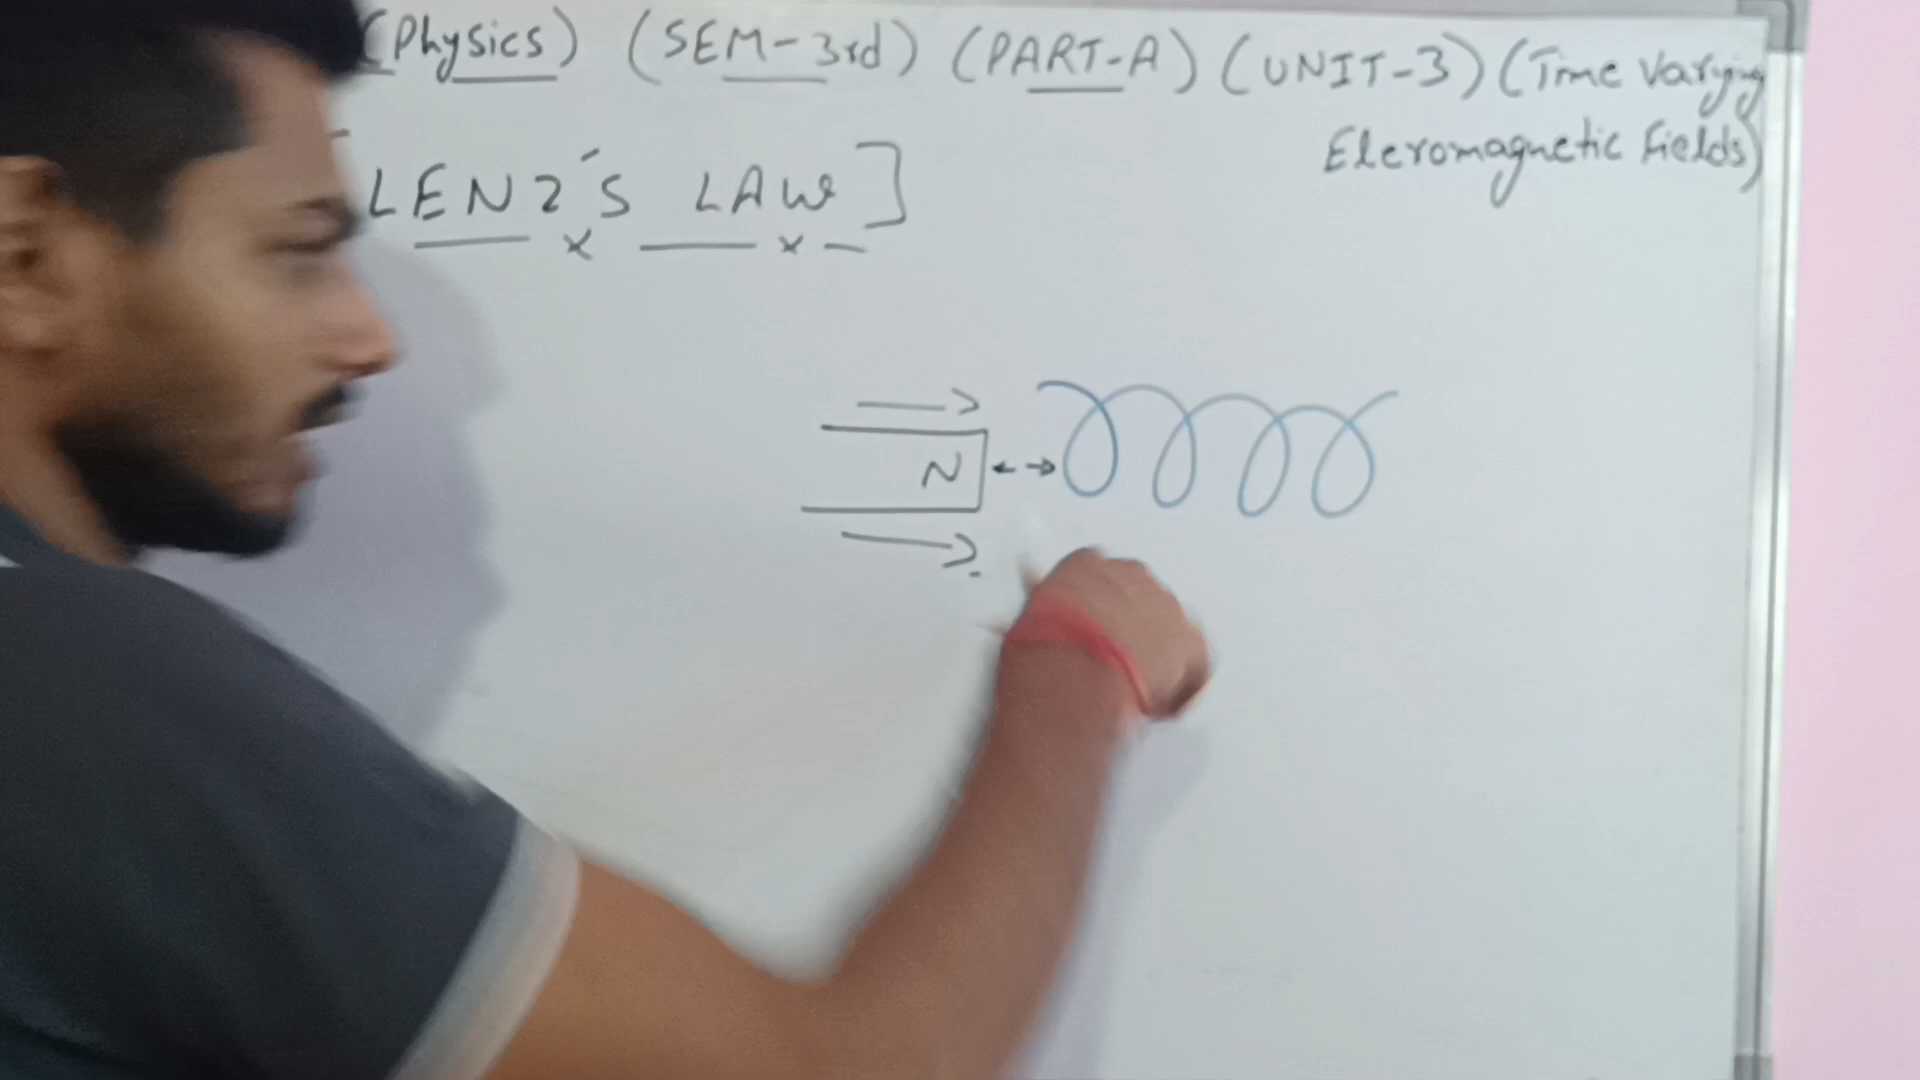 (Physics) (SEM-3rd) (PART-A) (UNIT-3) (Time Varying
Eleromagnetic Fields)
LENZ'S LAW]
N